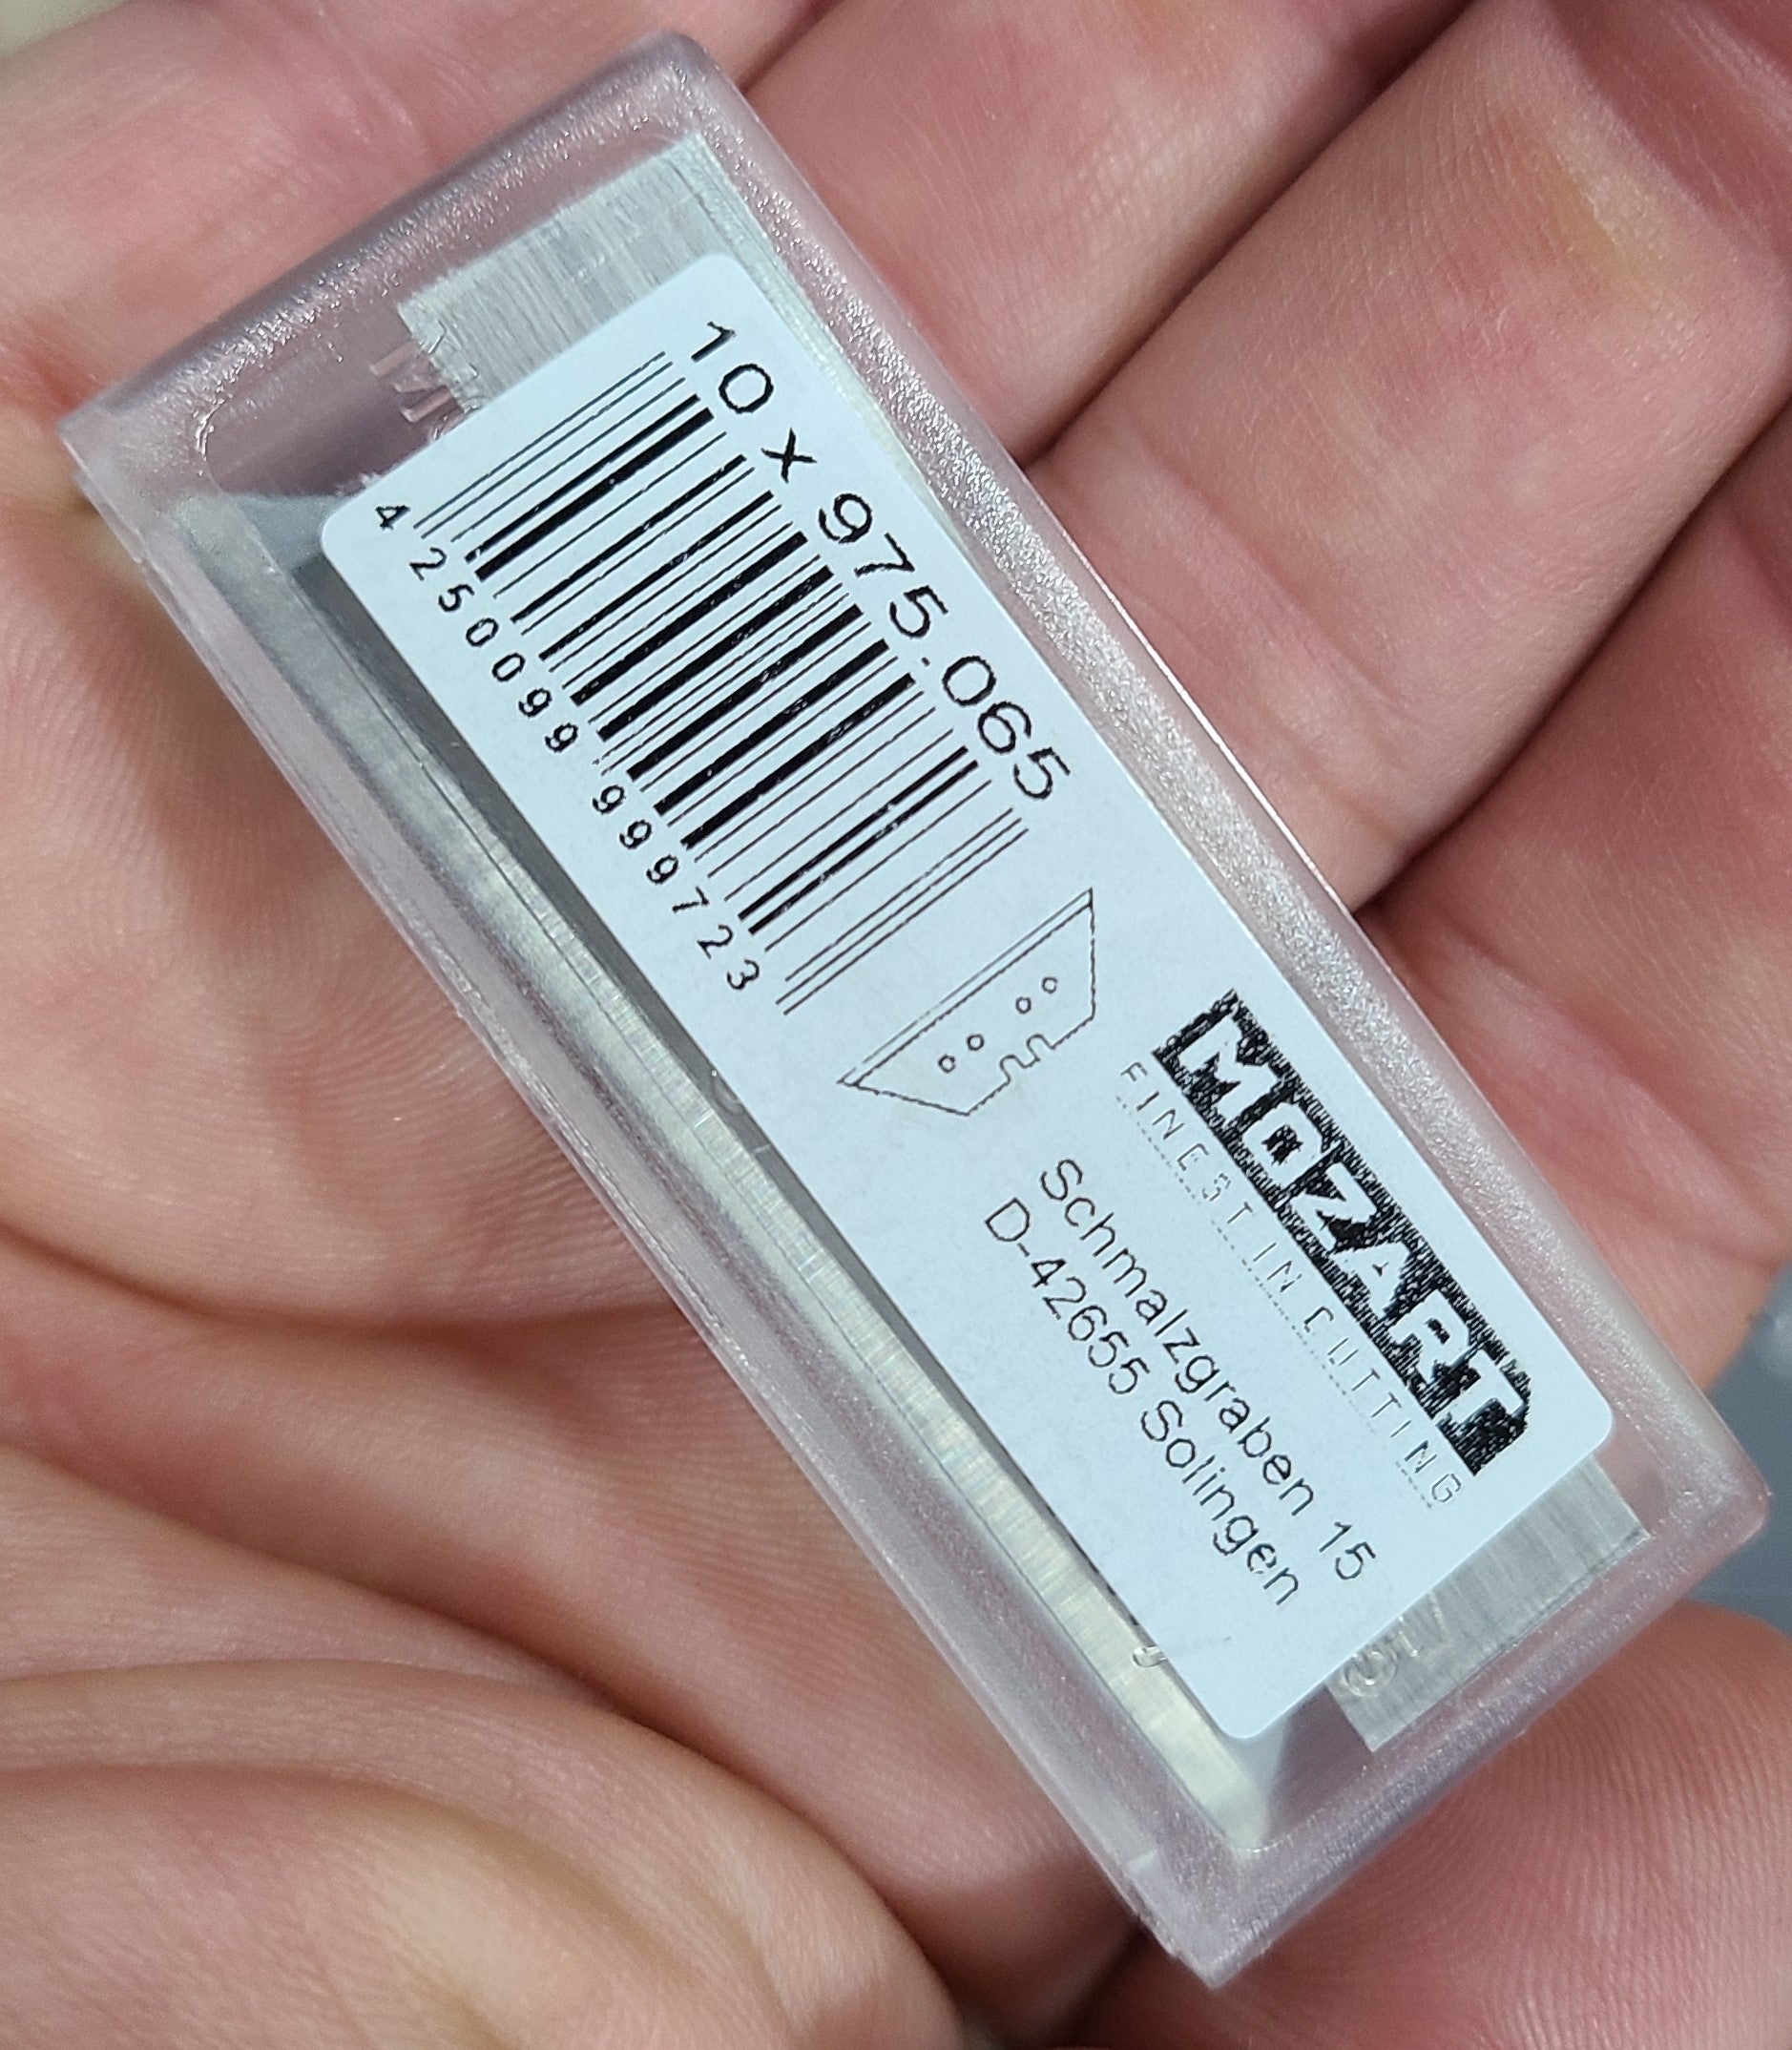 10 x 975.065
4 250099 999723
MOZART
FINEST IN CUTTING
Schmalzgraben 15
D-42655 Solingen